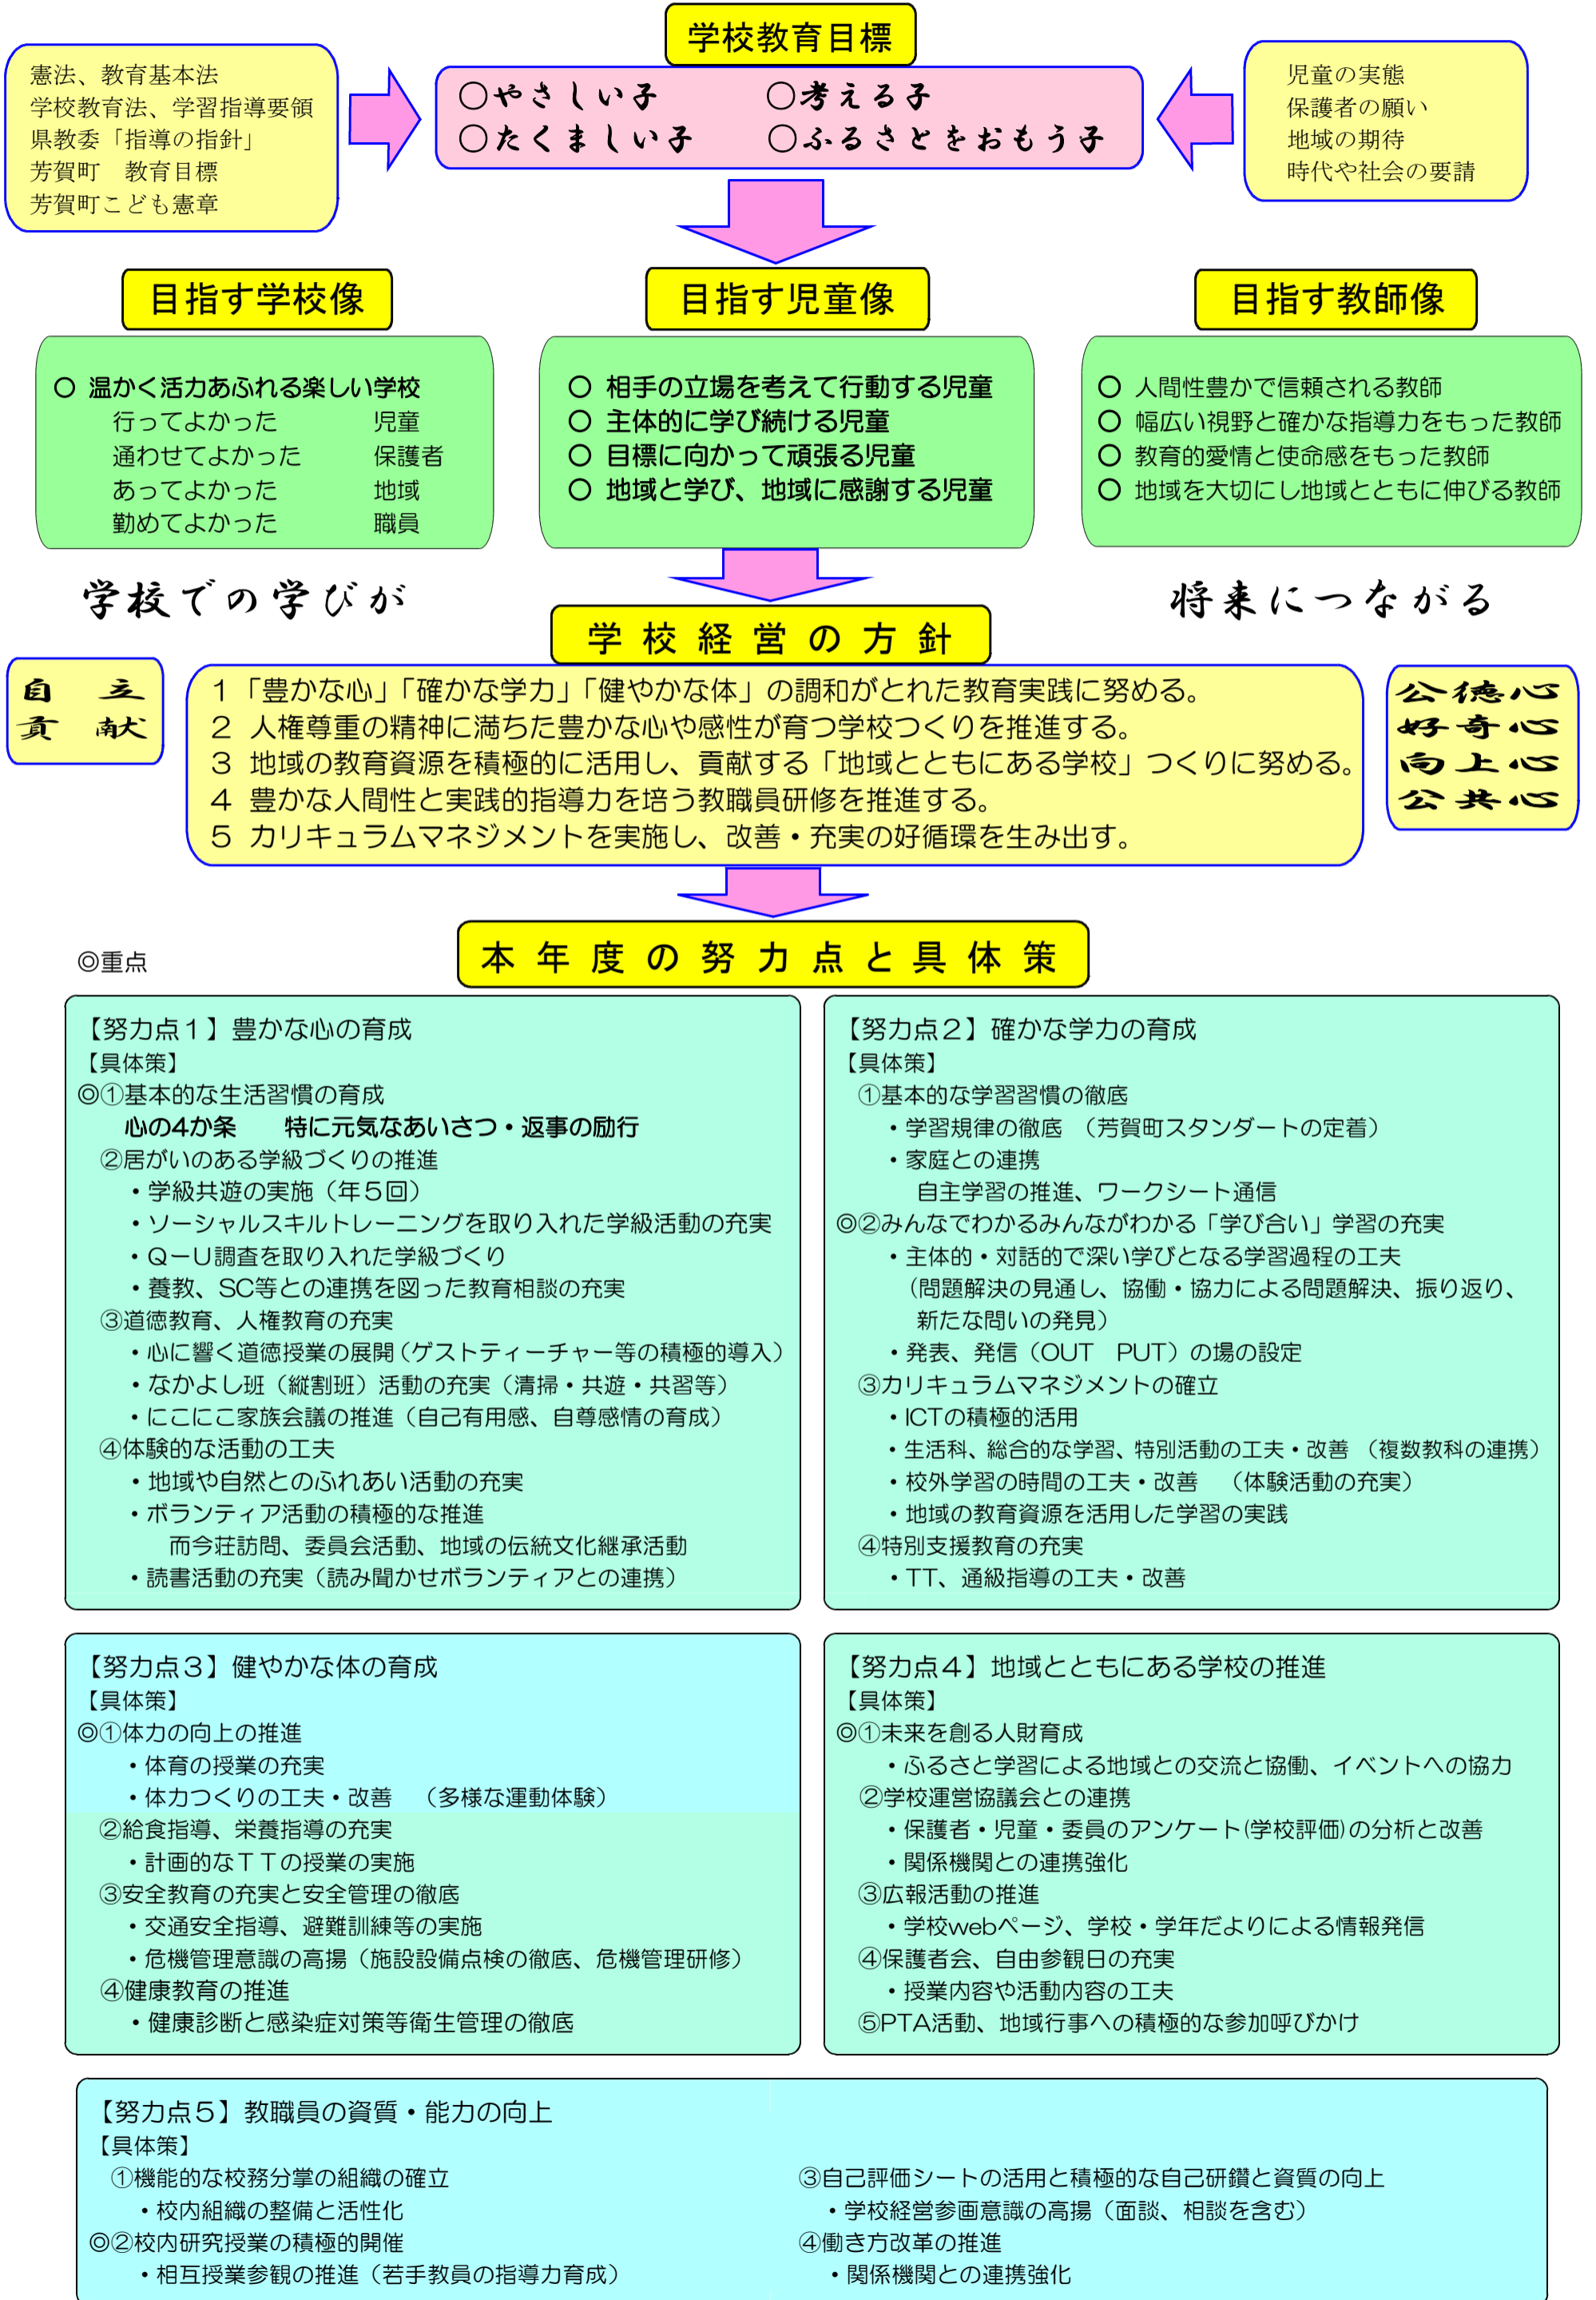 学校教育目標
憲法、教育基本法
学校教育法、学習指導要領
県教委「指導の指針」
芳賀町　教育目標
芳賀町こども憲章
○やさしい子　○考える子
○たくましい子　○ふるさとをおもう子
児童の実態
保護者の願い
地域の期待
時代や社会の要請
目指す学校像
○ 温かく活力あふれる楽しい学校
行ってよかった　児童
通わせてよかった　保護者
あってよかった　地域
勤めてよかった　職員
目指す児童像
○ 相手の立場を考えて行動する児童
○ 主体的に学び続ける児童
○ 目標に向かって頑張る児童
○ 地域と学び、地域に感謝する児童
目指す教師像
○ 人間性豊かで信頼される教師
○ 幅広い視野と確かな指導力をもった教師
○ 教育的愛情と使命感をもった教師
○ 地域を大切にし地域とともに伸びる教師
学校での学びが　将来につながる
学校経営の方針
自　立
貢　献
1「豊かな心」「確かな学力」「健やかな体」の調和がとれた教育実践に努める。
2 人権尊重の精神に満ちた豊かな心や感性が育つ学校つくりを推進する。
3 地域の教育資源を積極的に活用し、貢献する「地域とともにある学校」つくりに努める。
4 豊かな人間性と実践的指導力を培う教職員研修を推進する。
5 カリキュラムマネジメントを実施し、改善・充実の好循環を生み出す。
公徳心
好奇心
向上心
公共心
◎重点
本年度の努力点と具体策
【努力点１】豊かな心の育成
【具体策】
◎①基本的な生活習慣の育成
心の4か条　　特に元気なあいさつ・返事の励行
②居がいのある学級づくりの推進
・学級共遊の実施（年５回）
・ソーシャルスキルトレーニングを取り入れた学級活動の充実
・Ｑ－Ｕ調査を取り入れた学級づくり
・養教、SC等との連携を図った教育相談の充実
③道徳教育、人権教育の充実
・心に響く道徳授業の展開（ゲストティーチャー等の積極的導入）
・なかよし班（縦割班）活動の充実（清掃・共遊・共習等）
・にこにこ家族会議の推進（自己有用感、自尊感情の育成）
④体験的な活動の工夫
・地域や自然とのふれあい活動の充実
・ボランティア活動の積極的な推進
而今荘訪問、委員会活動、地域の伝統文化継承活動
・読書活動の充実（読み聞かせボランティアとの連携）
【努力点２】確かな学力の育成
【具体策】
①基本的な学習習慣の徹底
・学習規律の徹底　（芳賀町スタンダートの定着）
・家庭との連携
自主学習の推進、ワークシート通信
◎②みんなでわかるみんながわかる「学び合い」学習の充実
・主体的・対話的で深い学びとなる学習過程の工夫
（問題解決の見通し、協働・協力による問題解決、振り返り、
新たな問いの発見）
・発表、発信（OUT　PUT）の場の設定
③カリキュラムマネジメントの確立
・ICTの積極的活用
・生活科、総合的な学習、特別活動の工夫・改善　（複数教科の連携）
・校外学習の時間の工夫・改善　（体験活動の充実）
・地域の教育資源を活用した学習の実践
④特別支援教育の充実
・TT、通級指導の工夫・改善
【努力点３】健やかな体の育成
【具体策】
◎①体力の向上の推進
・体育の授業の充実
・体力つくりの工夫・改善　（多様な運動体験）
②給食指導、栄養指導の充実
・計画的なＴＴの授業の実施
③安全教育の充実と安全管理の徹底
・交通安全指導、避難訓練等の実施
・危機管理意識の高揚（施設設備点検の徹底、危機管理研修）
④健康教育の推進
・健康診断と感染症対策等衛生管理の徹底
【努力点４】地域とともにある学校の推進
【具体策】
◎①未来を創る人財育成
・ふるさと学習による地域との交流と協働、イベントへの協力
②学校運営協議会との連携
・保護者・児童・委員のアンケート(学校評価)の分析と改善
・関係機関との連携強化
③広報活動の推進
・学校webページ、学校・学年だよりによる情報発信
④保護者会、自由参観日の充実
・授業内容や活動内容の工夫
⑤PTA活動、地域行事への積極的な参加呼びかけ
【努力点５】教職員の資質・能力の向上
【具体策】
①機能的な校務分掌の組織の確立
・校内組織の整備と活性化
◎②校内研究授業の積極的開催
・相互授業参観の推進（若手教員の指導力育成）
③自己評価シートの活用と積極的な自己研鑽と資質の向上
・学校経営参画意識の高揚（面談、相談を含む）
④働き方改革の推進
・関係機関との連携強化